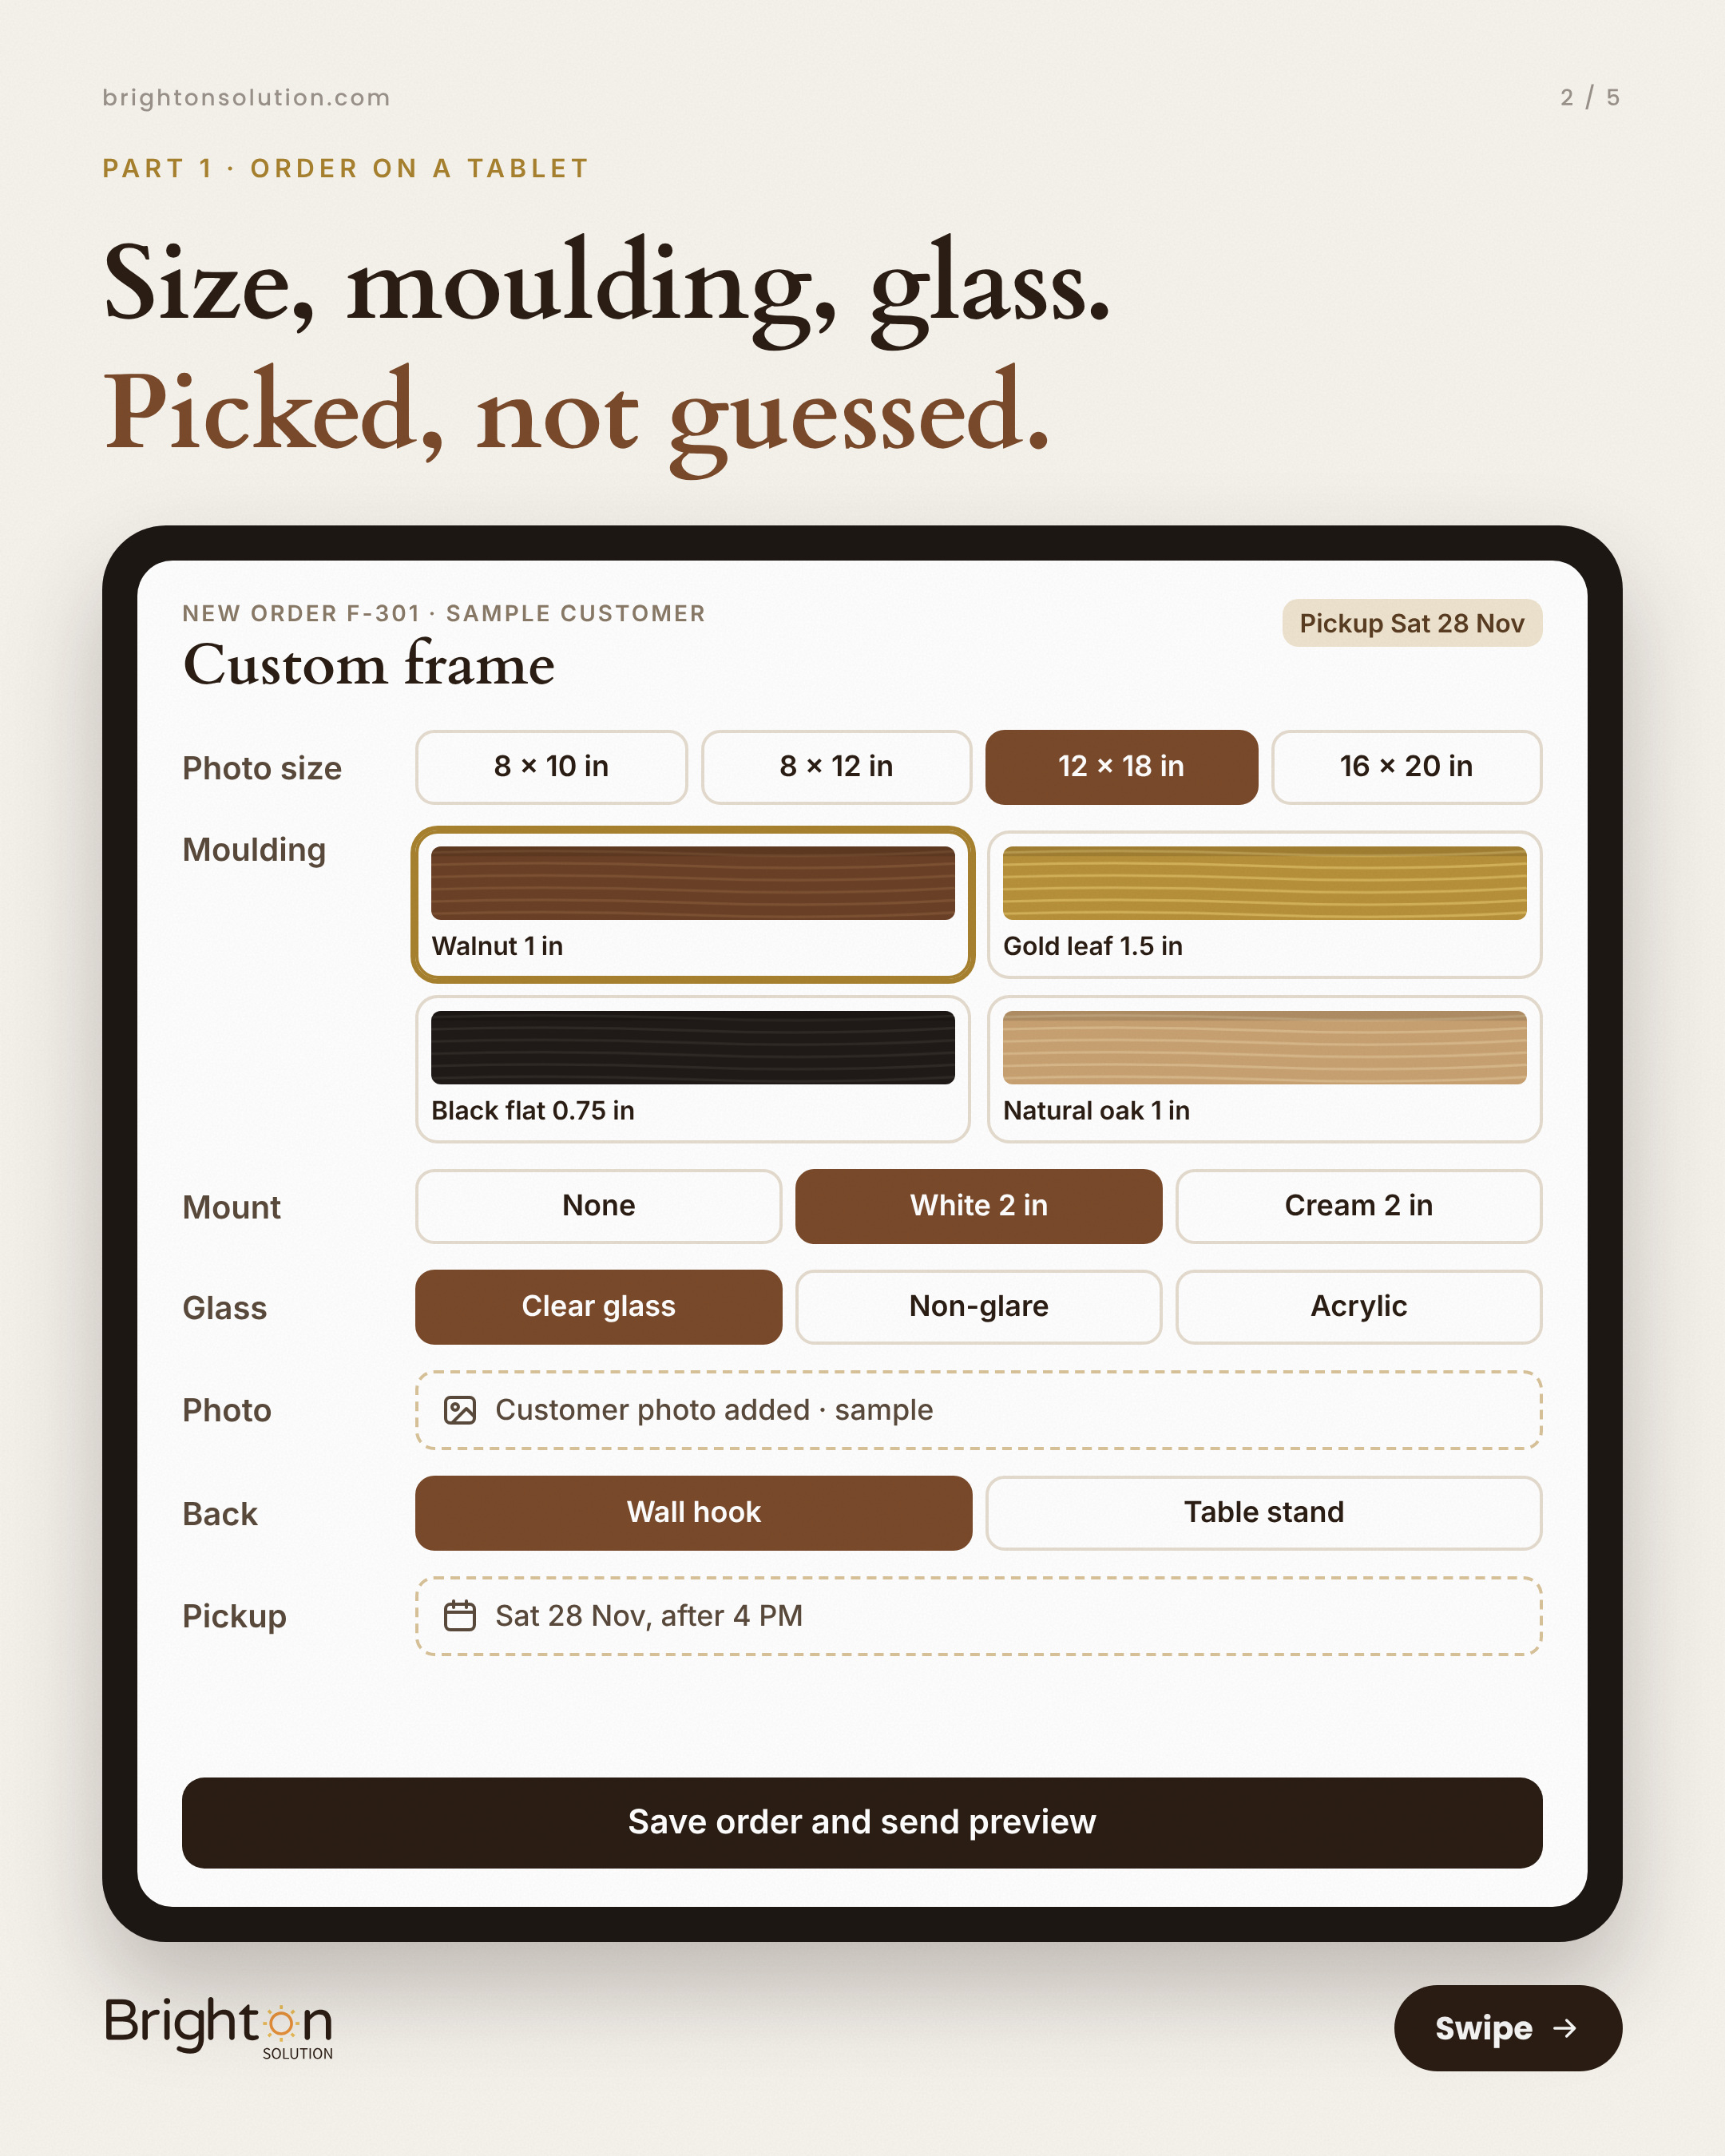 brightonsolution.com
2 / 5
PART 1 · ORDER ON A TABLET
Size, moulding, glass.
Picked, not guessed.
NEW ORDER F-301 · SAMPLE CUSTOMER
Pickup Sat 28 Nov
Custom frame
Photo size
8 × 10 in
8 × 12 in
12 × 18 in
16 × 20 in
Moulding
Walnut 1 in
Gold leaf 1.5 in
Black flat 0.75 in
Natural oak 1 in
Mount
None
White 2 in
Cream 2 in
Glass
Clear glass
Non-glare
Acrylic
Photo
Customer photo added · sample
Back
Wall hook
Table stand
Pickup
Sat 28 Nov, after 4 PM
Save order and send preview
Brighton
SOLUTION
Swipe →